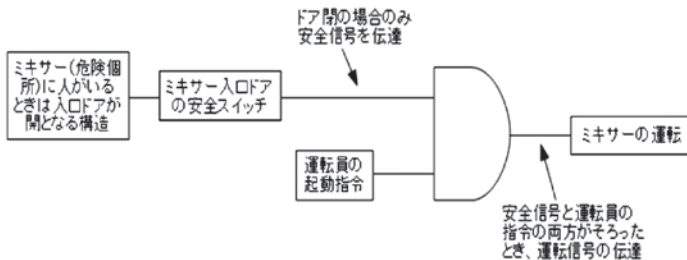 ドア閉の場合のみ
安全信号を伝達
ミキサー(危険個
所)に人がいる
ときは入口ドアが
開となる構造
ミキサー入口ドア
の安全スイッチ
運転員の
起動指令
ミキサーの運転
安全信号と運転員の
指令の両方がそろった
とき、運転信号の伝達